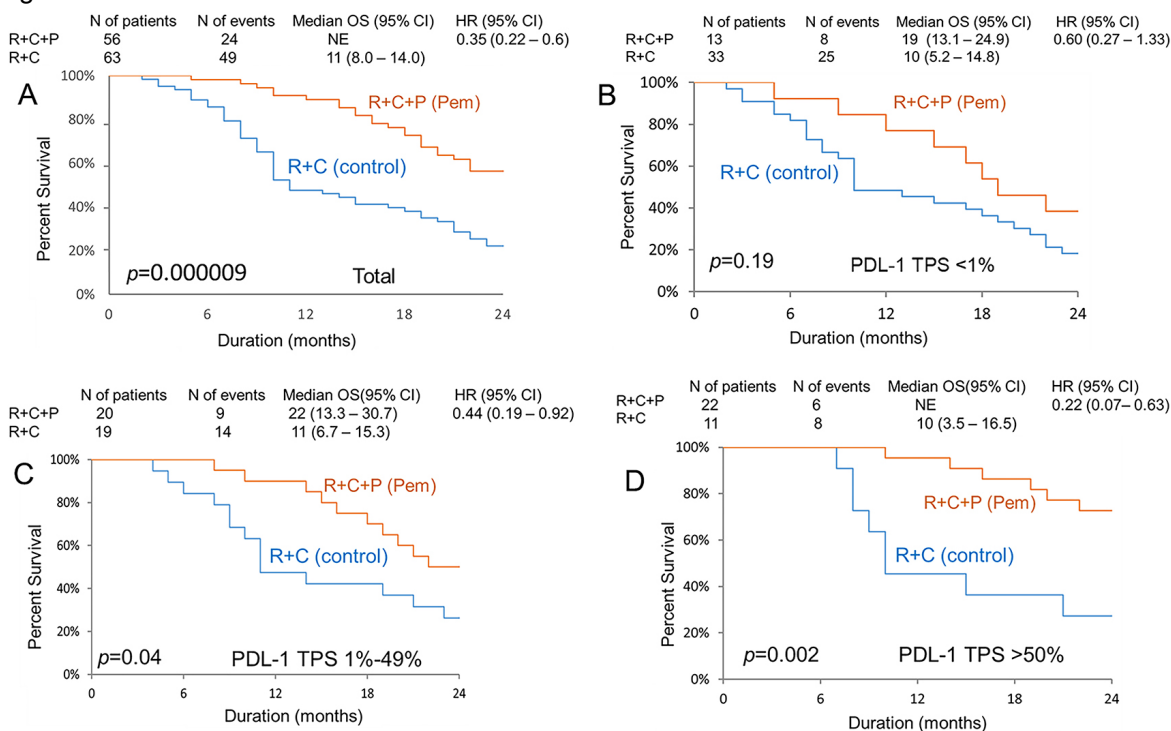 N of patients N of events Median OS (95% CI) HR (95% CI)
R+C+P 56 24 NE 0.35 (0.22 – 0.6)
R+C 63 49 11 (8.0 – 14.0)
A
100%
80%
60%
40%
20%
0%
Percent Survival
R+C+P (Pem)
R+C (control)
p=0.000009
Total
0 6 12 18 24
Duration (months)
N of patients N of events Median OS (95% CI) HR (95% CI)
R+C+P 13 8 19 (13.1 – 24.9) 0.60 (0.27 – 1.33)
R+C 33 25 10 (5.2 – 14.8)
B
100%
80%
60%
40%
20%
0%
Percent Survival
R+C+P (Pem)
R+C (control)
p=0.19
PDL-1 TPS <1%
0 6 12 18 24
Duration (months)
N of patients N of events Median OS(95% CI) HR (95% CI)
R+C+P 20 9 22 (13.3 – 30.7) 0.44 (0.19 – 0.92)
R+C 19 14 11 (6.7 – 15.3)
C
100%
80%
60%
40%
20%
0%
Percent Survival
R+C+P (Pem)
R+C (control)
p=0.04
PDL-1 TPS 1%-49%
0 6 12 18 24
Duration (months)
N of patients N of events Median OS(95% CI) HR (95% CI)
R+C+P 22 6 NE 0.22 (0.07– 0.63)
R+C 11 8 10 (3.5 – 16.5)
D
100%
80%
60%
40%
20%
0%
Percent Survival
R+C+P (Pem)
R+C (control)
p=0.002
PDL-1 TPS >50%
0 6 12 18 24
Duration (months)